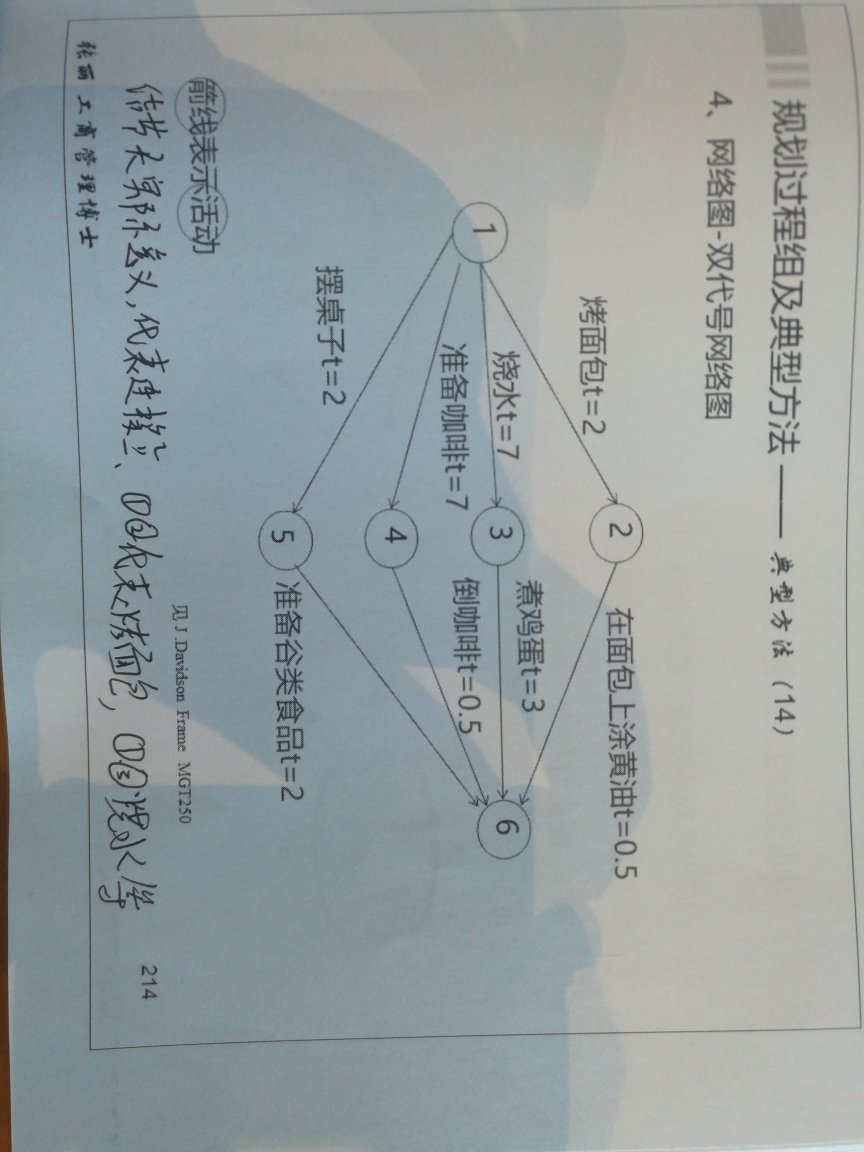 规划过程组及典型方法——典型方法（14）
4、网络图-双代号网络图
烤面包t=2
在面包上涂黄油t=0.5
2
烧水t=7
煮鸡蛋t=3
1
3
6
准备咖啡t=7
倒咖啡t=0.5
4
摆桌子t=2
准备谷类食品t=2
5
箭线表示活动
见 J .Davidson Frame MGT250
结点无实际意义,代表连接、①②代表烤面包,①③烧水等
214
张丽 工商管理博士